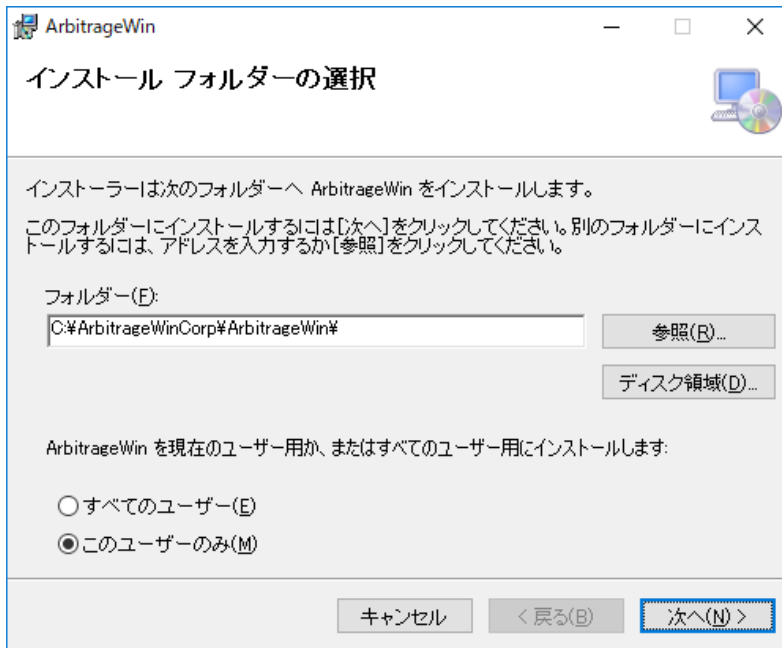 ArbitrageWin
インストール フォルダーの選択
インストーラーは次のフォルダーへ ArbitrageWin をインストールします。
このフォルダーにインストールするには[次へ]をクリックしてください。別のフォルダーにインス
トールするには、アドレスを入力するか[参照]をクリックしてください。
フォルダー(F):
C:¥ArbitrageWinCorp¥ArbitrageWin¥
参照(R)...
ディスク領域(D)...
ArbitrageWin を現在のユーザー用か、またはすべてのユーザー用にインストールします:
すべてのユーザー(E)
このユーザーのみ(M)
キャンセル
< 戻る(B)
次へ(N) >